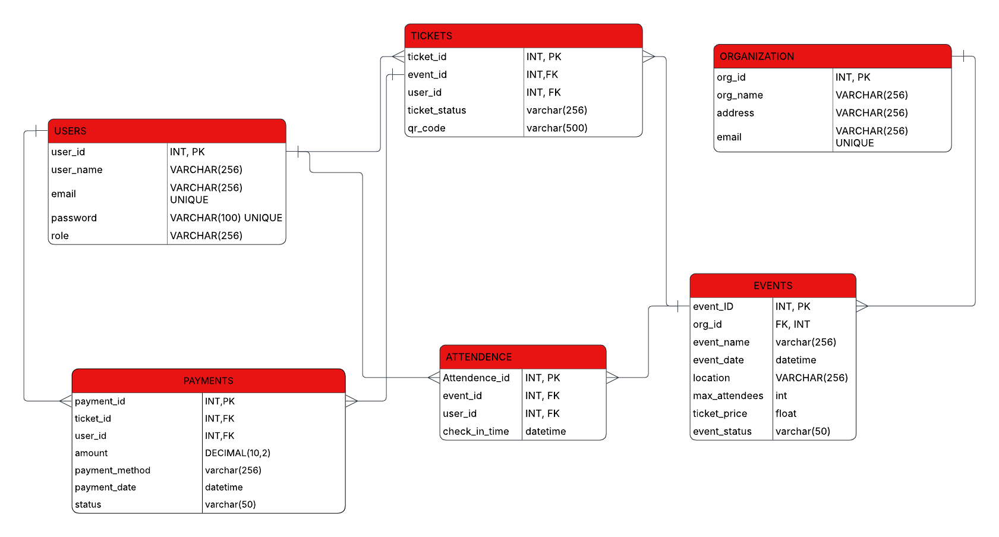 TICKETS
ticket_id INT, PK
event_id INT,FK
user_id INT, FK
ticket_status varchar(256)
qr_code varchar(500)
ORGANIZATION
org_id INT, PK
org_name VARCHAR(256)
address VARCHAR(256)
email VARCHAR(256)
UNIQUE
USERS
user_id INT, PK
user_name VARCHAR(256)
email VARCHAR(256)
UNIQUE
password VARCHAR(100) UNIQUE
role VARCHAR(256)
EVENTS
event_ID INT, PK
org_id FK, INT
event_name varchar(256)
event_date datetime
location VARCHAR(256)
max_attendees int
ticket_price float
event_status varchar(50)
ATTENDENCE
Attendence_id INT, PK
event_id INT, FK
user_id INT, FK
check_in_time datetime
PAYMENTS
payment_id INT,PK
ticket_id INT,FK
user_id INT,FK
amount DECIMAL(10,2)
payment_method varchar(256)
payment_date datetime
status varchar(50)